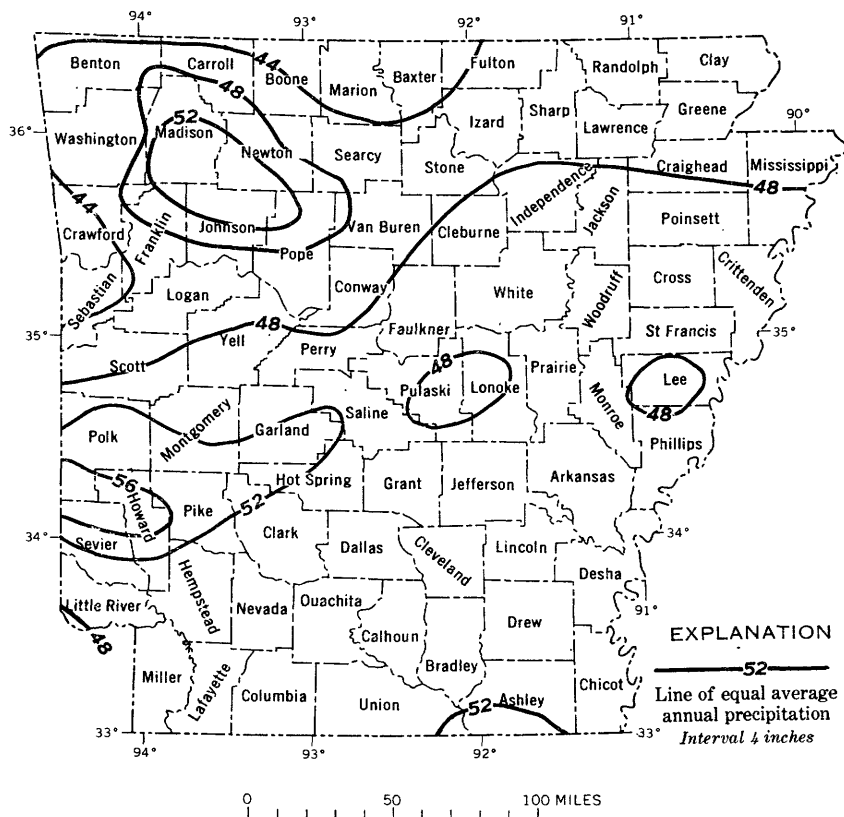 94° 93° 92° 91°
Benton Carroll 44 Boone Marion Baxter Fulton Randolph Clay
44 48 Greene
36° Washington 52 Madison Newton Searcy Izard Sharp Lawrence 90°
Stone Craighead Mississippi
44 Independence 48
Crawford Franklin Johnson Pope Van Buren Cleburne Jackson Poinsett
Sebastian Logan Conway White Woodruff Cross Crittenden
35° Scott Yell 48 Perry Faulkner Prairie St Francis 35°
48 Pulaski Lonoke Monroe Lee 48
Polk Montgomery Garland Saline Phillips
56 Howard Pike Hot Spring 52 Grant Jefferson Arkansas
34° Sevier Clark Dallas Cleveland Lincoln 34°
Desha
Little River Hempstead Nevada Ouachita Drew 91°
48 Calhoun
Miller Lafayette Columbia Union Bradley Ashley 52 Chicot
33° 33°
94° 93° 92°
EXPLANATION
52
Line of equal average
annual precipitation
Interval 4 inches
0 50 100 MILES